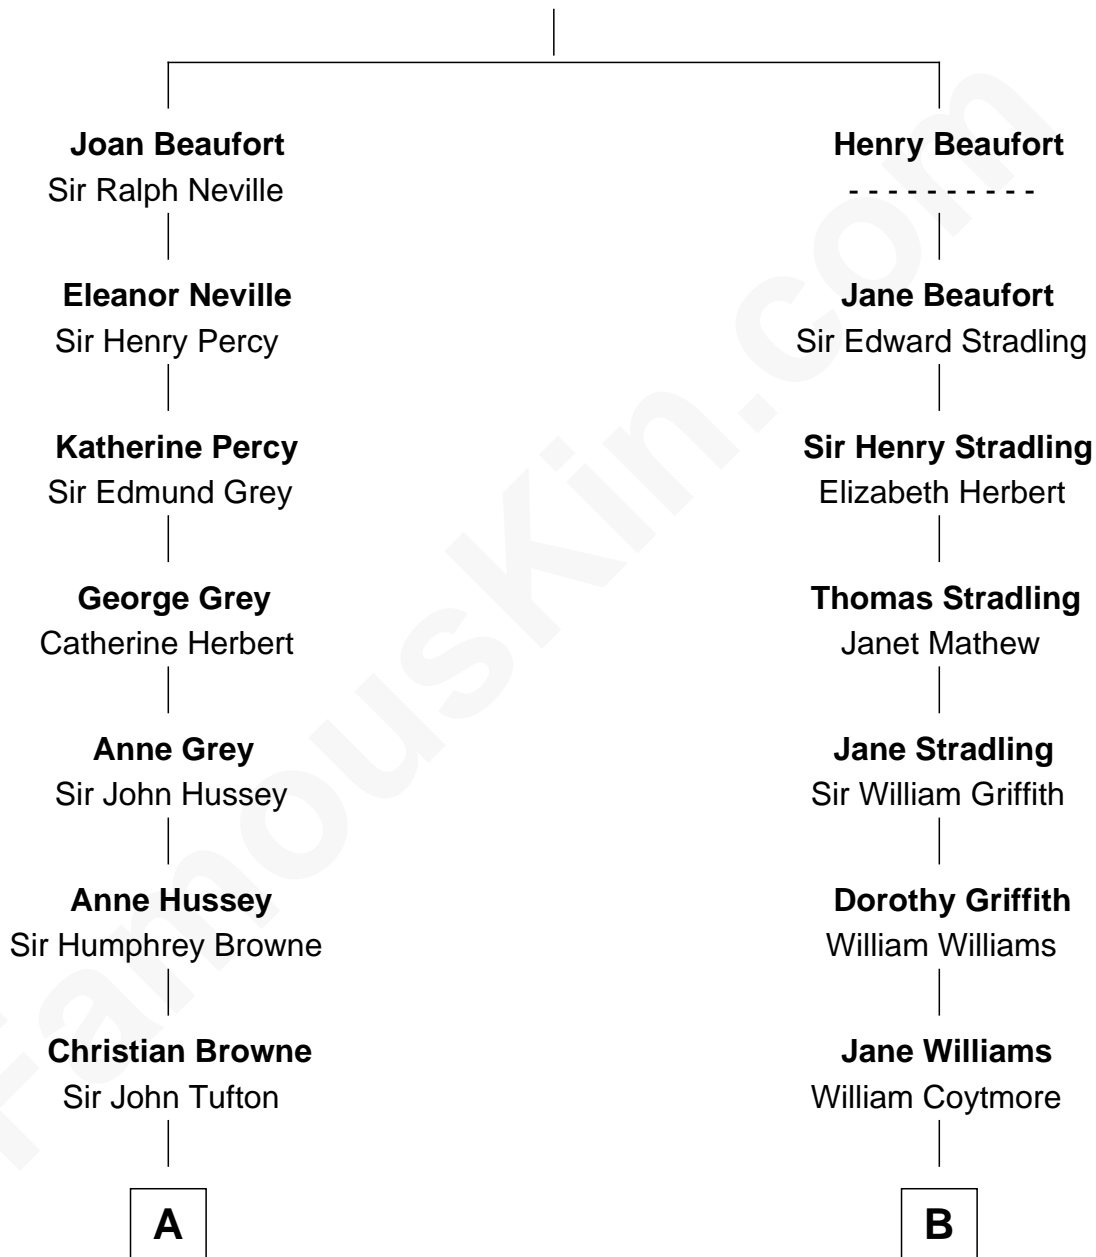 Joan Beaufort
Sir Ralph Neville
Eleanor Neville
Sir Henry Percy
Katherine Percy
Sir Edmund Grey
George Grey
Catherine Herbert
Anne Grey
Sir John Hussey
Anne Hussey
Sir Humphrey Browne
Christian Browne
Sir John Tufton
A
Henry Beaufort
- - - - - - - - - -
Jane Beaufort
Sir Edward Stradling
Sir Henry Stradling
Elizabeth Herbert
Thomas Stradling
Janet Mathew
Jane Stradling
Sir William Griffith
Dorothy Griffith
William Williams
Jane Williams
William Coytmore
B
FamousKin.com